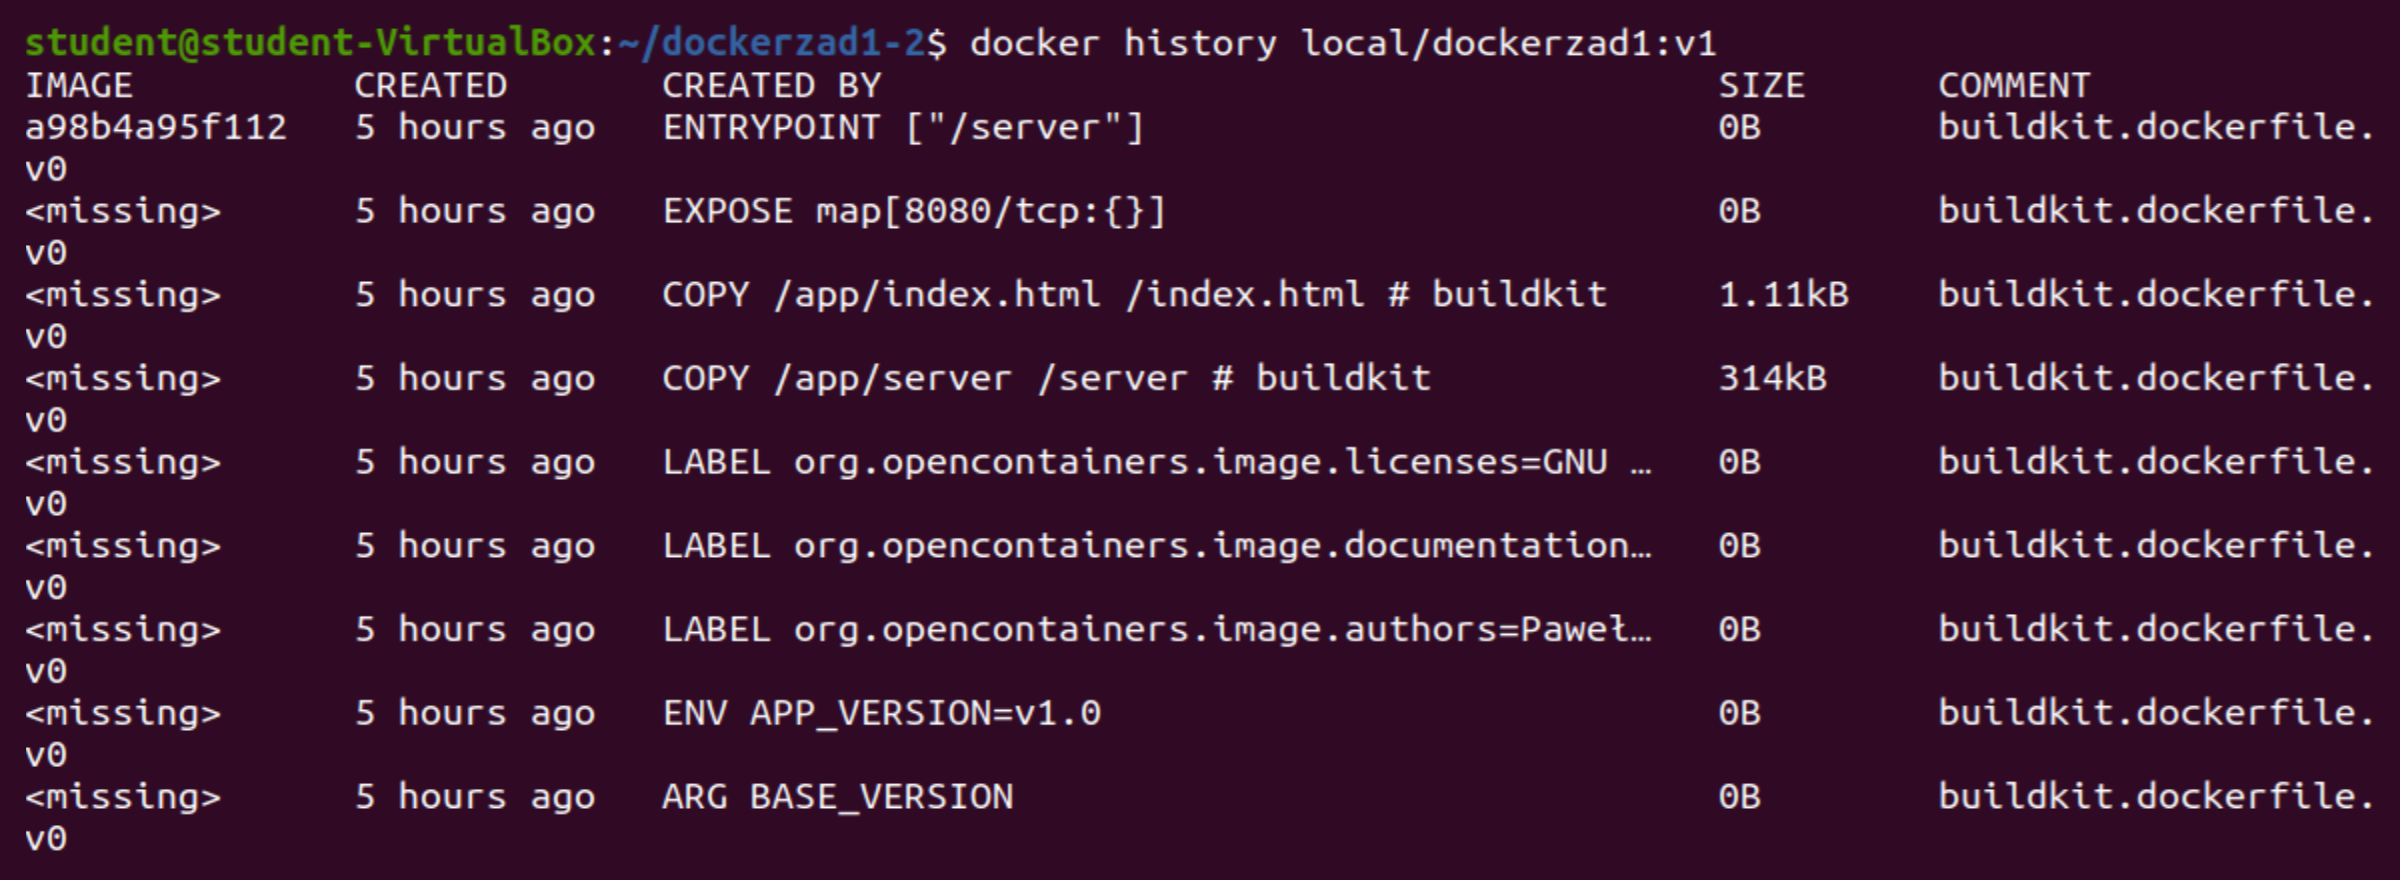 student@student-VirtualBox:~/dockerzad1-2$ docker history local/dockerzad1:v1
IMAGE          CREATED       CREATED BY                                      SIZE      COMMENT
a98b4a95f112   5 hours ago   ENTRYPOINT ["/server"]                          0B        buildkit.dockerfile.
v0
<missing>      5 hours ago   EXPOSE map[8080/tcp:{}]                         0B        buildkit.dockerfile.
v0
<missing>      5 hours ago   COPY /app/index.html /index.html # buildkit     1.11kB    buildkit.dockerfile.
v0
<missing>      5 hours ago   COPY /app/server /server # buildkit             314kB     buildkit.dockerfile.
v0
<missing>      5 hours ago   LABEL org.opencontainers.image.licenses=GNU …   0B        buildkit.dockerfile.
v0
<missing>      5 hours ago   LABEL org.opencontainers.image.documentation…   0B        buildkit.dockerfile.
v0
<missing>      5 hours ago   LABEL org.opencontainers.image.authors=Paweł…   0B        buildkit.dockerfile.
v0
<missing>      5 hours ago   ENV APP_VERSION=v1.0                            0B        buildkit.dockerfile.
v0
<missing>      5 hours ago   ARG BASE_VERSION                                0B        buildkit.dockerfile.
v0